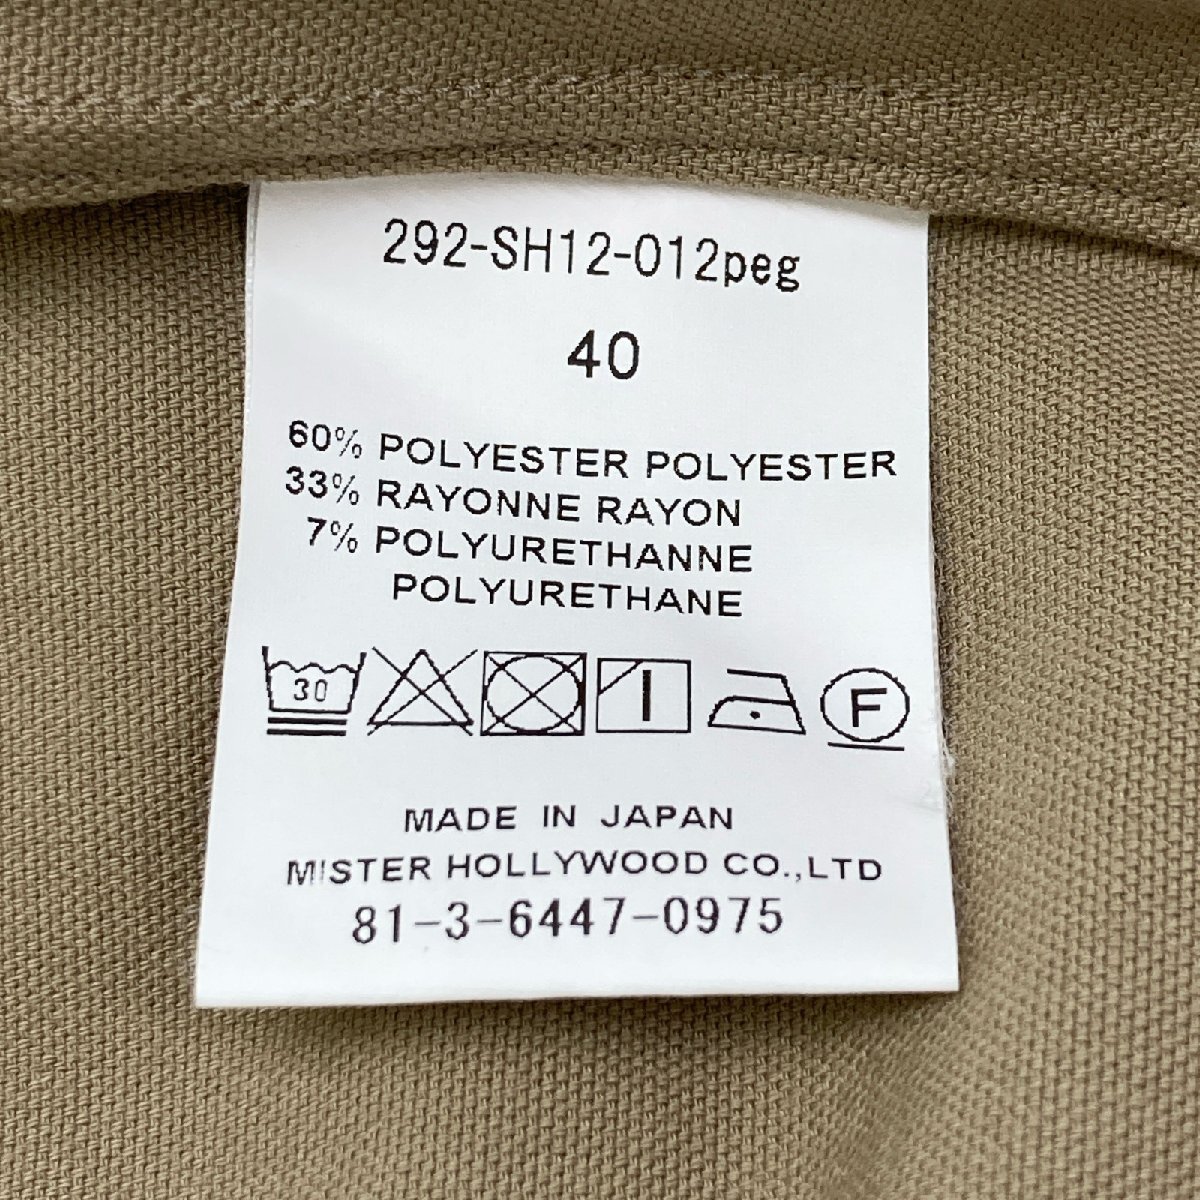 292-SH12-012peg
40
60% POLYESTER POLYESTER
33% RAYONNE RAYON
7% POLYURETHANNE
POLYURETHANE
30 F
MADE IN JAPAN
MISTER HOLLYWOOD CO.,LTD
81-3-6447-0975